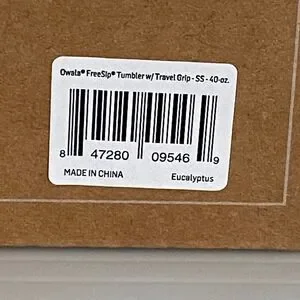 Owala® FreeSip® Tumbler w/ Travel Grip - SS - 40-oz.
8 47280 09546 9
MADE IN CHINA Eucalyptus